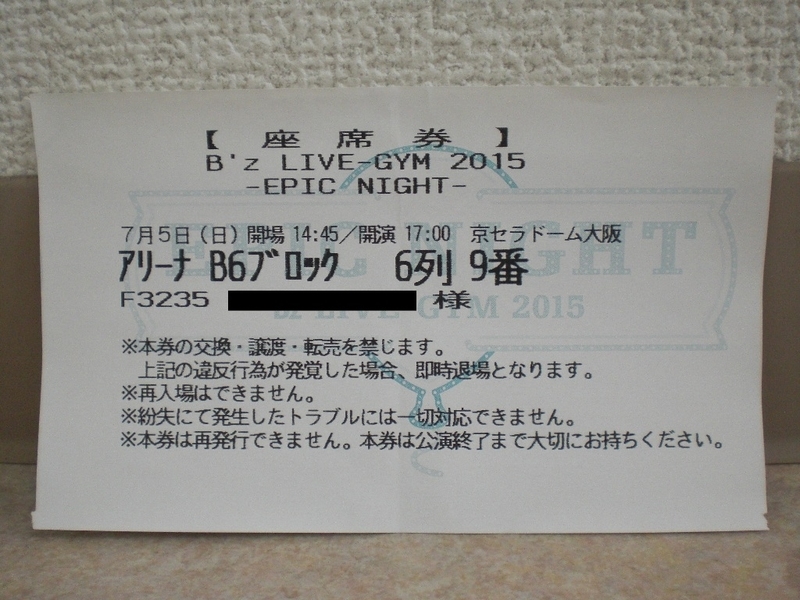 【 座 席 券 】
B'z LIVE-GYM 2015
-EPIC NIGHT-
7月5日(日) 開場 14:45/開演 17:00 京セラドーム大阪
ｱﾘｰﾅ B6ﾌﾞﾛｯｸ 6列 9番
F3235 様
EPIC NIGHT
B'z LIVE-GYM 2015
※本券の交換・譲渡・転売を禁じます。
上記の違反行為が発覚した場合、即時退場となります。
※再入場はできません。
※紛失にて発生したトラブルには一切対応できません。
※本券は再発行できません。本券は公演終了まで大切にお持ちください。